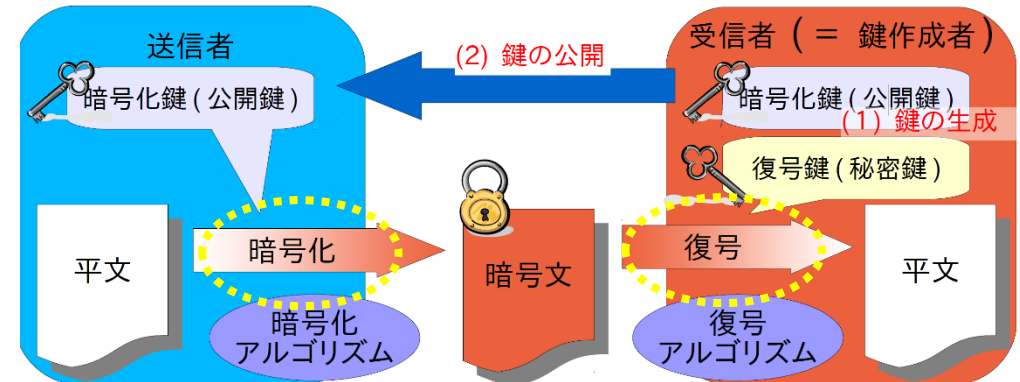 送信者
暗号化鍵(公開鍵)
(2) 鍵の公開
受信者 ( = 鍵作成者)
暗号化鍵(公開鍵)
(1) 鍵の生成
復号鍵(秘密鍵)
平文
暗号化
暗号化
アルゴリズム
暗号文
復号
復号
アルゴリズム
平文